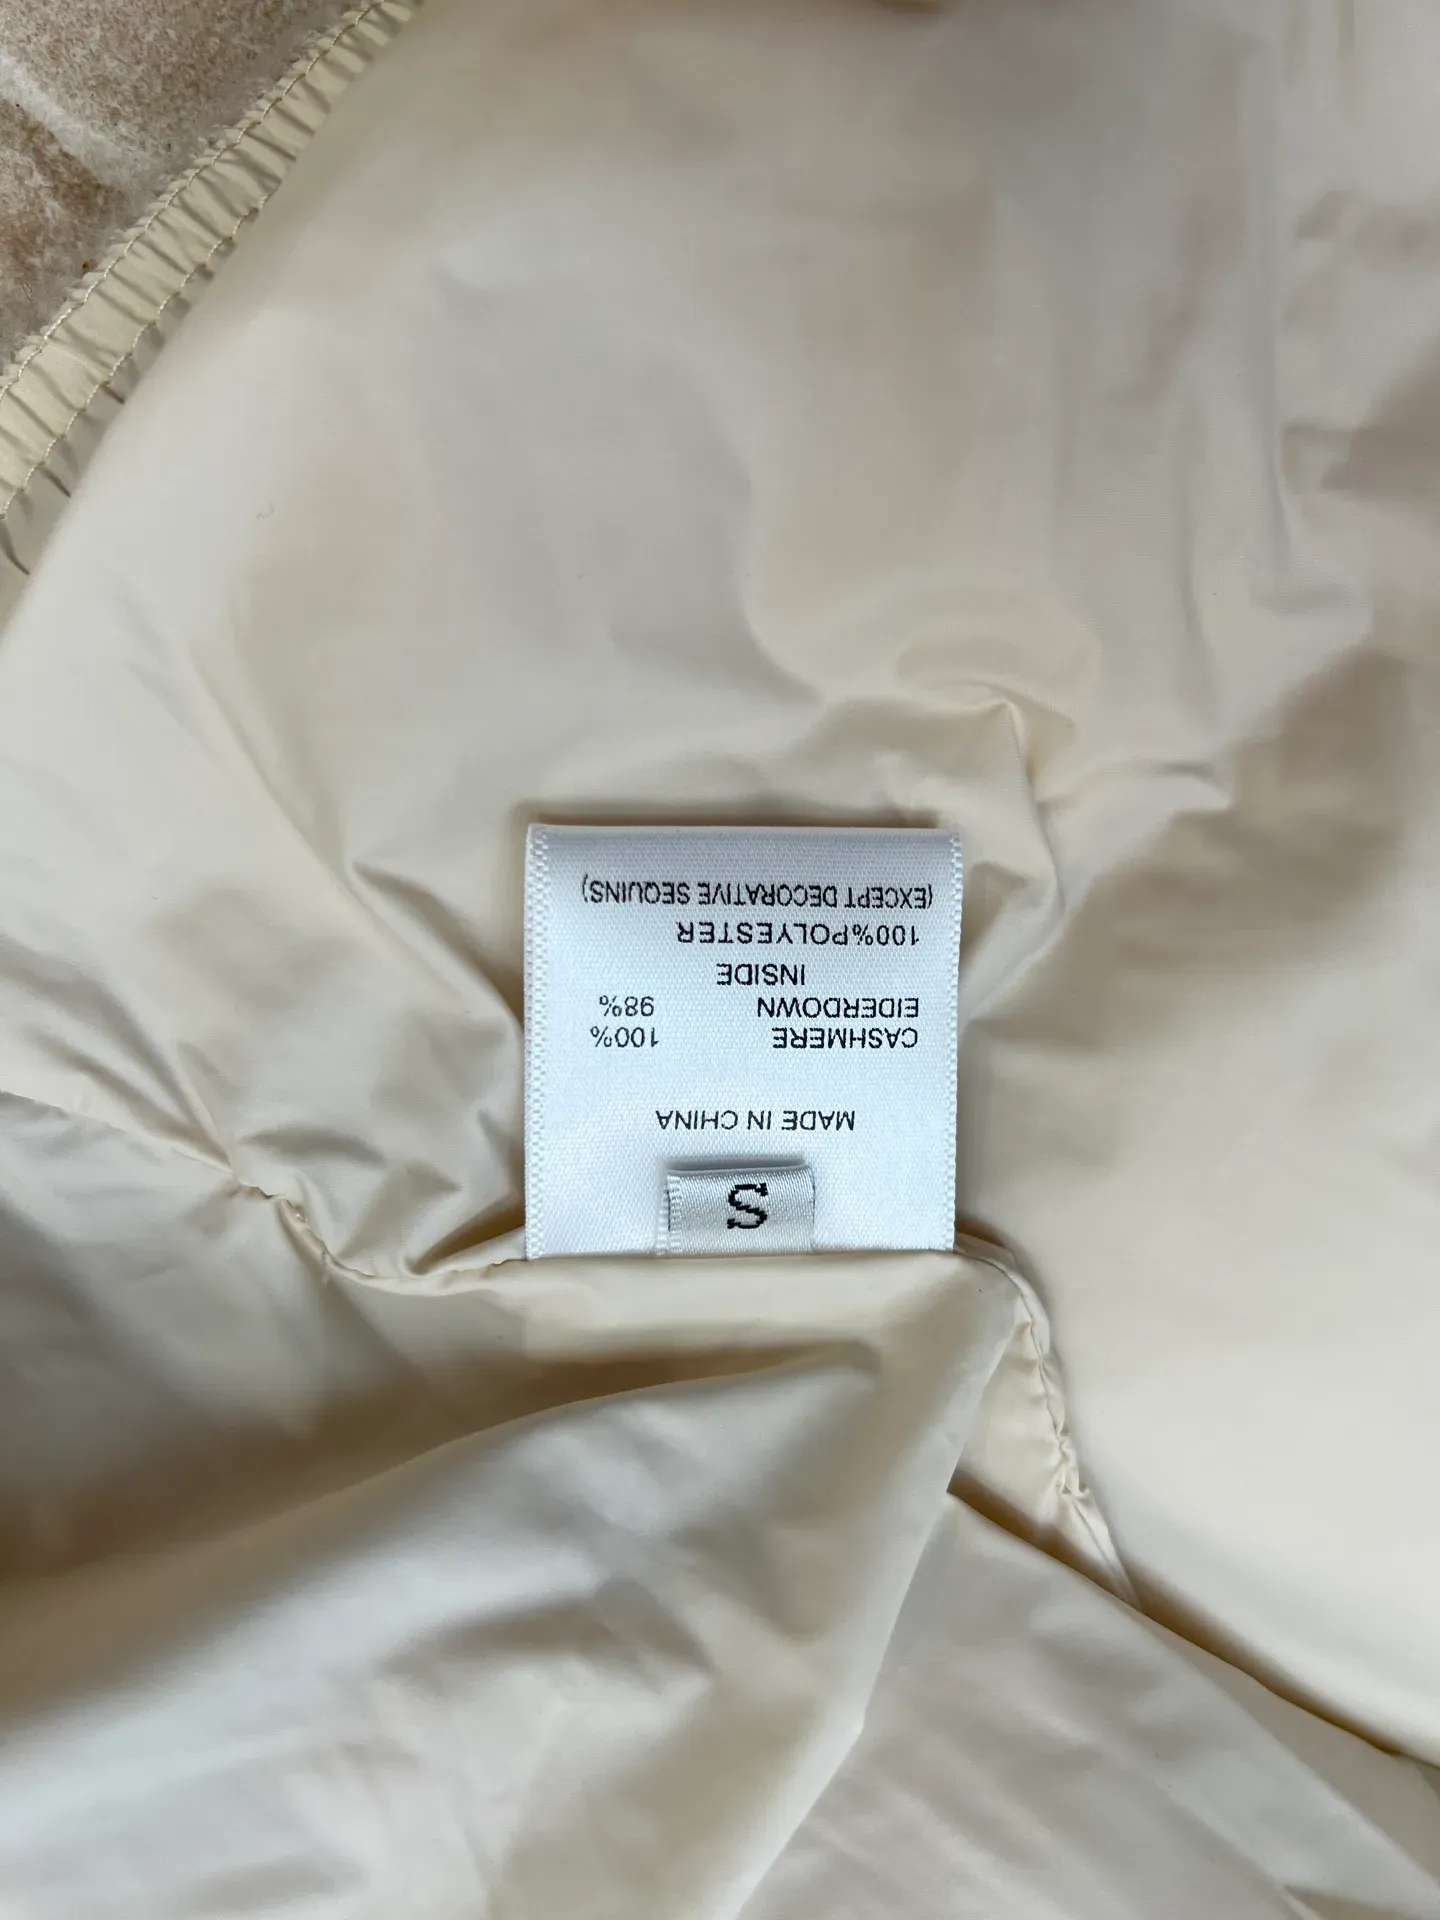 S
MADE IN CHINA
CASHMERE 100%
EIDERDOWN 98%
INSIDE
100%POLYESTER
(EXCEPT DECORATIVE SEQUINS)